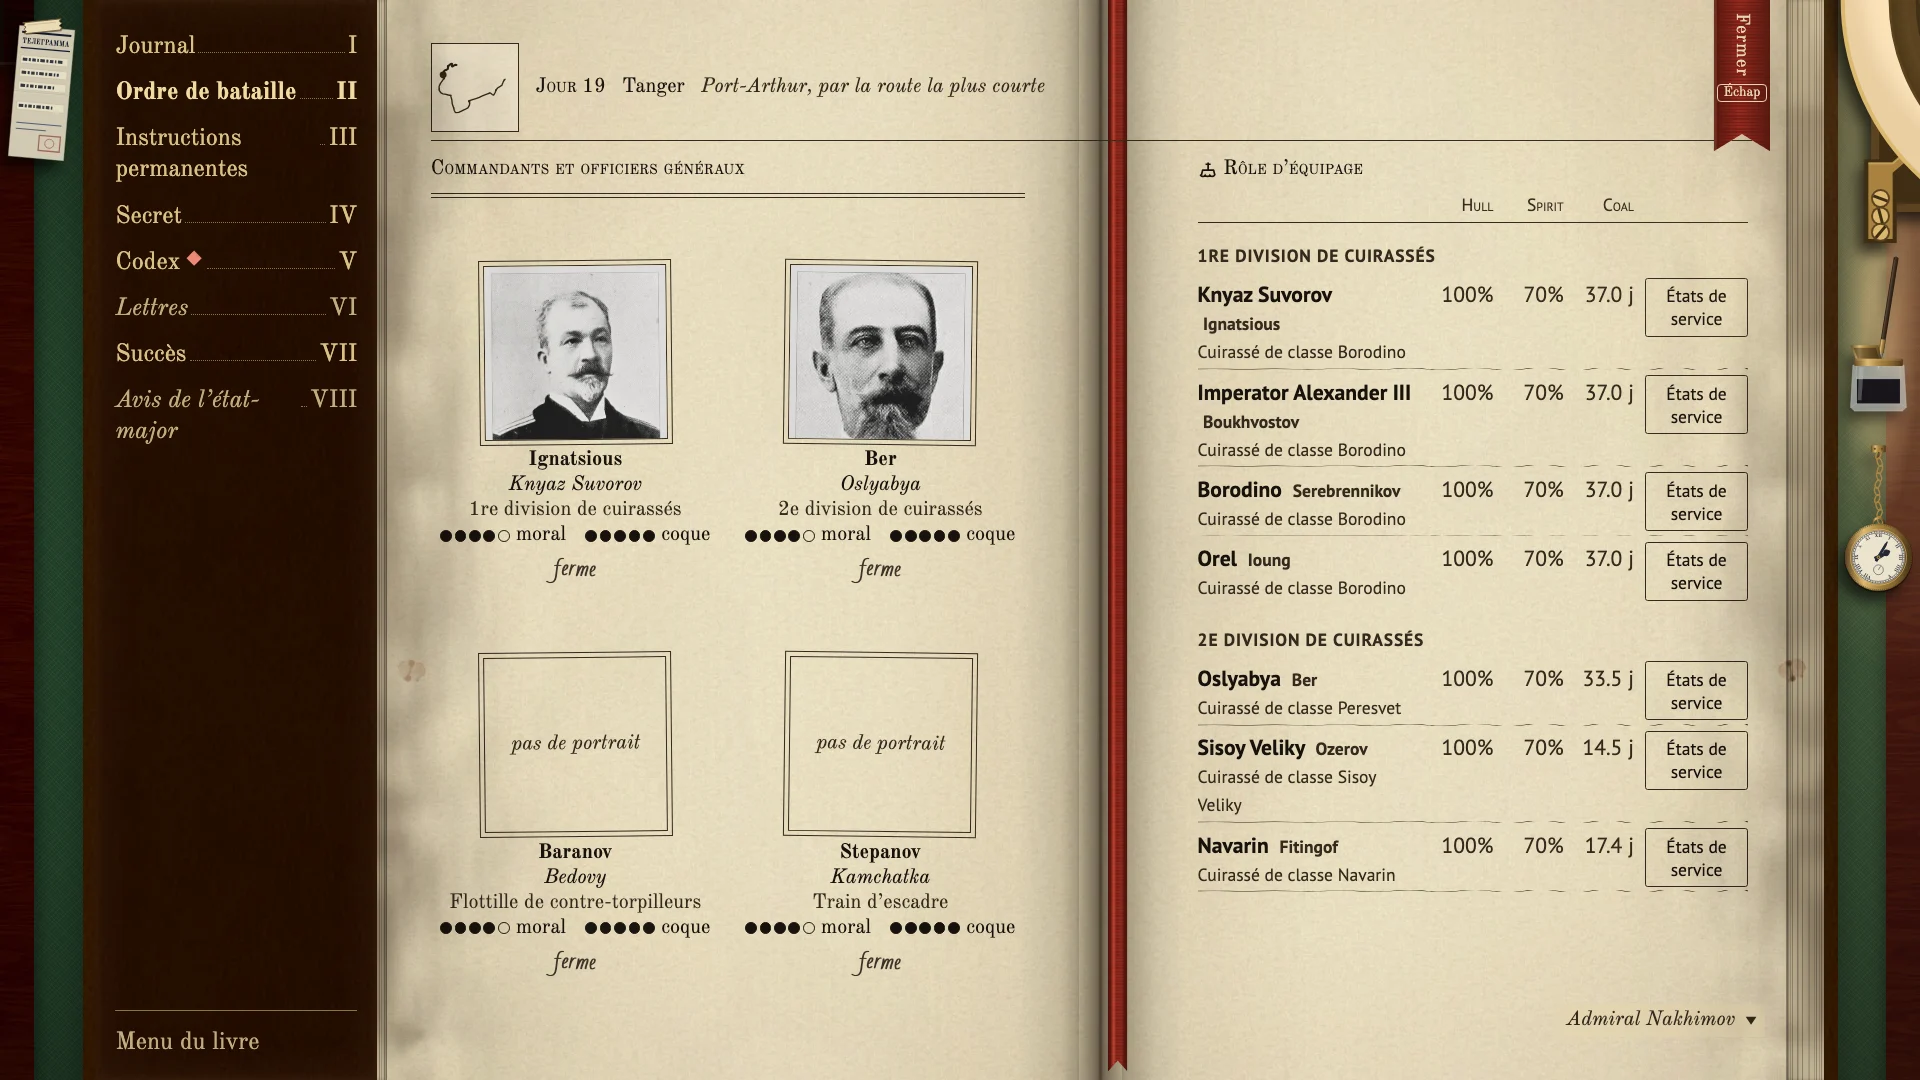 ТЕЛЕГРАММА
Journal I
Ordre de bataille II
Instructions permanentes III
Secret IV
Codex V
Lettres VI
Succès VII
Avis de l'état-major VIII
Menu du livre
Jour 19 Tanger Port-Arthur, par la route la plus courte
Commandants et officiers généraux
Ignatsious
Knyaz Suvorov
1re division de cuirassés
moral coque
ferme
Ber
Oslyabya
2e division de cuirassés
moral coque
ferme
pas de portrait
Baranov
Bedovy
Flottille de contre-torpilleurs
moral coque
ferme
pas de portrait
Stepanov
Kamchatka
Train d'escadre
moral coque
ferme
Fermer
Échap
Rôle d'équipage
Hull Spirit Coal
1RE DIVISION DE CUIRASSÉS
Knyaz Suvorov 100% 70% 37.0 j États de service
Ignatsious
Cuirassé de classe Borodino
Imperator Alexander III 100% 70% 37.0 j États de service
Boukhvostov
Cuirassé de classe Borodino
Borodino Serebrennikov 100% 70% 37.0 j États de service
Cuirassé de classe Borodino
Orel Ioung 100% 70% 37.0 j États de service
Cuirassé de classe Borodino
2E DIVISION DE CUIRASSÉS
Oslyabya Ber 100% 70% 33.5 j États de service
Cuirassé de classe Peresvet
Sisoy Veliky Ozerov 100% 70% 14.5 j États de service
Cuirassé de classe Sisoy
Veliky
Navarin Fitingof 100% 70% 17.4 j États de service
Cuirassé de classe Navarin
Admiral Nakhimov